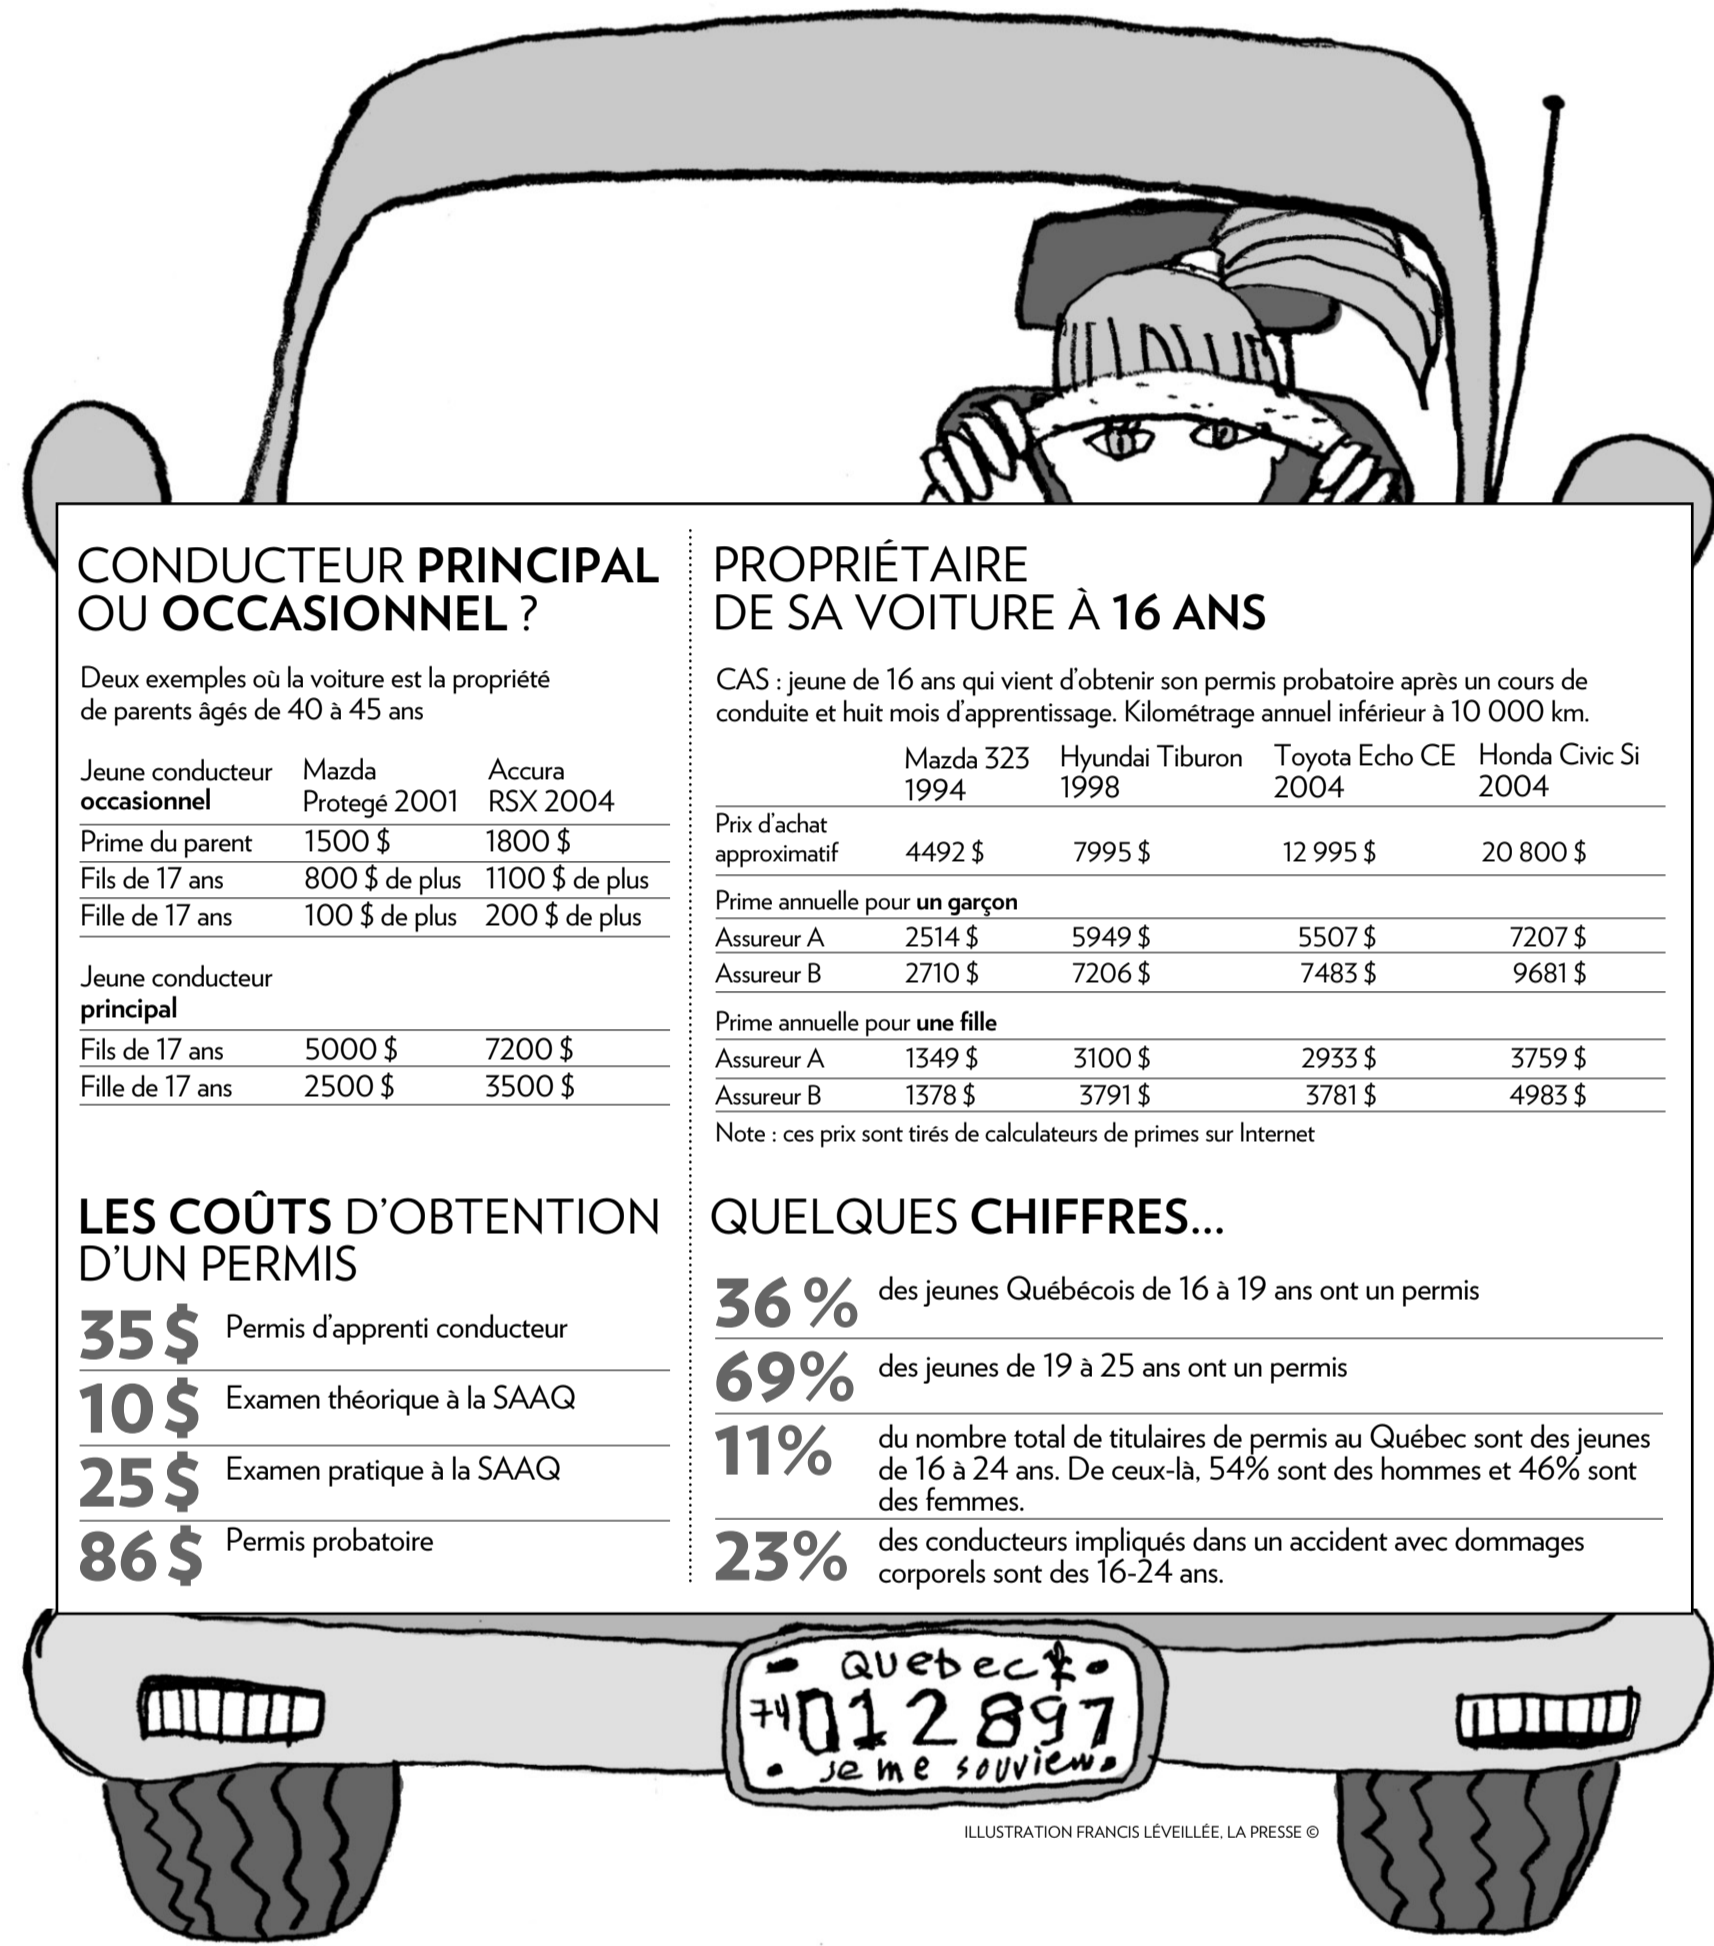 CONDUCTEUR PRINCIPAL
OU OCCASIONNEL ?
Deux exemples où la voiture est la propriété
de parents âgés de 40 à 45 ans
Jeune conducteur Mazda Accura
occasionnel Protegé 2001 RSX 2004
Prime du parent 1500 $ 1800 $
Fils de 17 ans 800 $ de plus 1100 $ de plus
Fille de 17 ans 100 $ de plus 200 $ de plus
Jeune conducteur
principal
Fils de 17 ans 5000 $ 7200 $
Fille de 17 ans 2500 $ 3500 $
PROPRIÉTAIRE
DE SA VOITURE À 16 ANS
CAS : jeune de 16 ans qui vient d'obtenir son permis probatoire après un cours de
conduite et huit mois d'apprentissage. Kilométrage annuel inférieur à 10 000 km.
Mazda 323 Hyundai Tiburon Toyota Echo CE Honda Civic Si
1994 1998 2004 2004
Prix d'achat
approximatif 4492 $ 7995 $ 12 995 $ 20 800 $
Prime annuelle pour un garçon
Assureur A 2514 $ 5949 $ 5507 $ 7207 $
Assureur B 2710 $ 7206 $ 7483 $ 9681 $
Prime annuelle pour une fille
Assureur A 1349 $ 3100 $ 2933 $ 3759 $
Assureur B 1378 $ 3791 $ 3781 $ 4983 $
Note : ces prix sont tirés de calculateurs de primes sur Internet
LES COÛTS D'OBTENTION
D'UN PERMIS
35 $ Permis d'apprenti conducteur
10 $ Examen théorique à la SAAQ
25 $ Examen pratique à la SAAQ
86 $ Permis probatoire
QUELQUES CHIFFRES...
36 % des jeunes Québécois de 16 à 19 ans ont un permis
69% des jeunes de 19 à 25 ans ont un permis
11% du nombre total de titulaires de permis au Québec sont des jeunes
de 16 à 24 ans. De ceux-là, 54% sont des hommes et 46% sont
des femmes.
23% des conducteurs impliqués dans un accident avec dommages
corporels sont des 16-24 ans.
QUebec
74 012897
Je me souviens
ILLUSTRATION FRANCIS LÉVEILLÉE, LA PRESSE ©